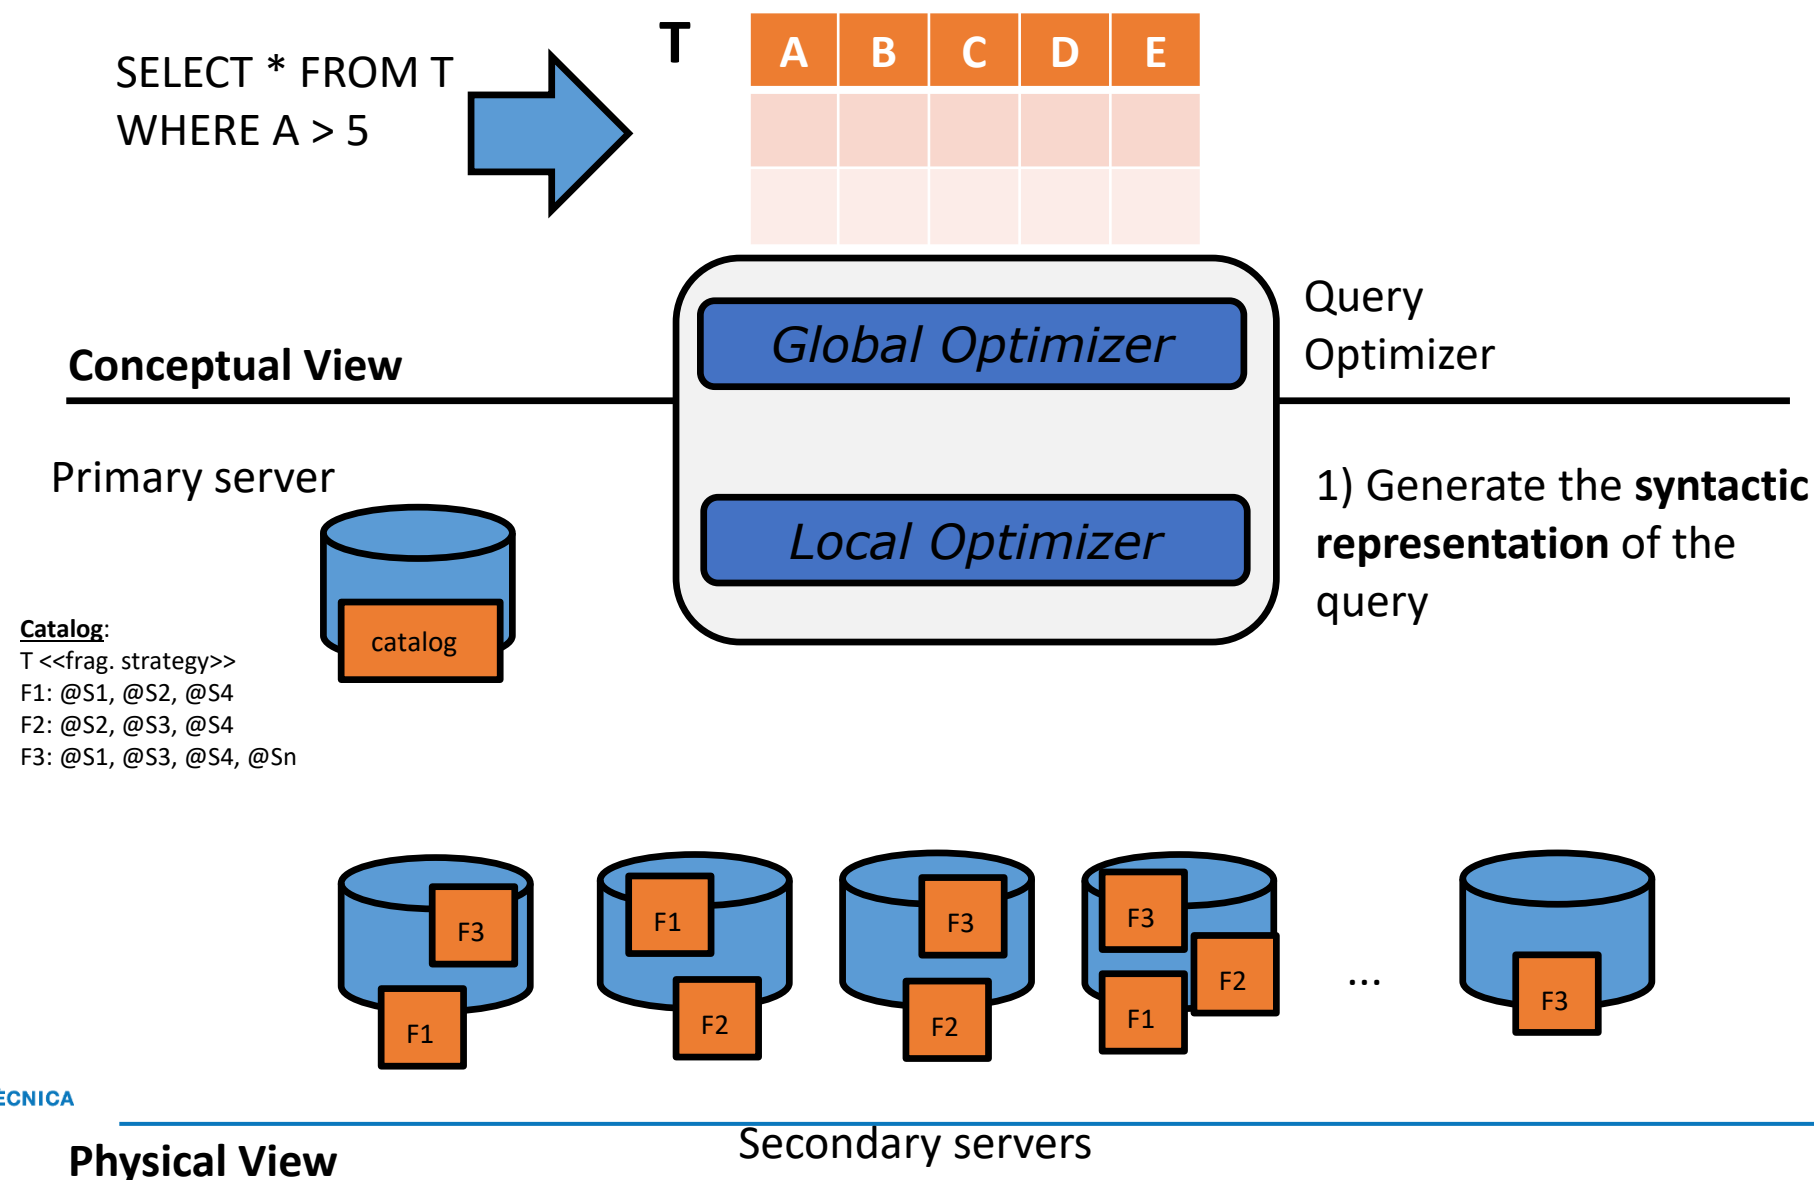 SELECT * FROM T
WHERE A > 5
T
A B C D E
Global Optimizer
Query
Optimizer
Conceptual View
Primary server
Local Optimizer
1) Generate the syntactic
representation of the
query
catalog
Catalog:
T <<frag. strategy>>
F1: @S1, @S2, @S4
F2: @S2, @S3, @S4
F3: @S1, @S3, @S4, @Sn
F3
F1
F1
F2
F3
F2
F3
F2
F1
...
F3
ÈCNICA
Secondary servers
Physical View